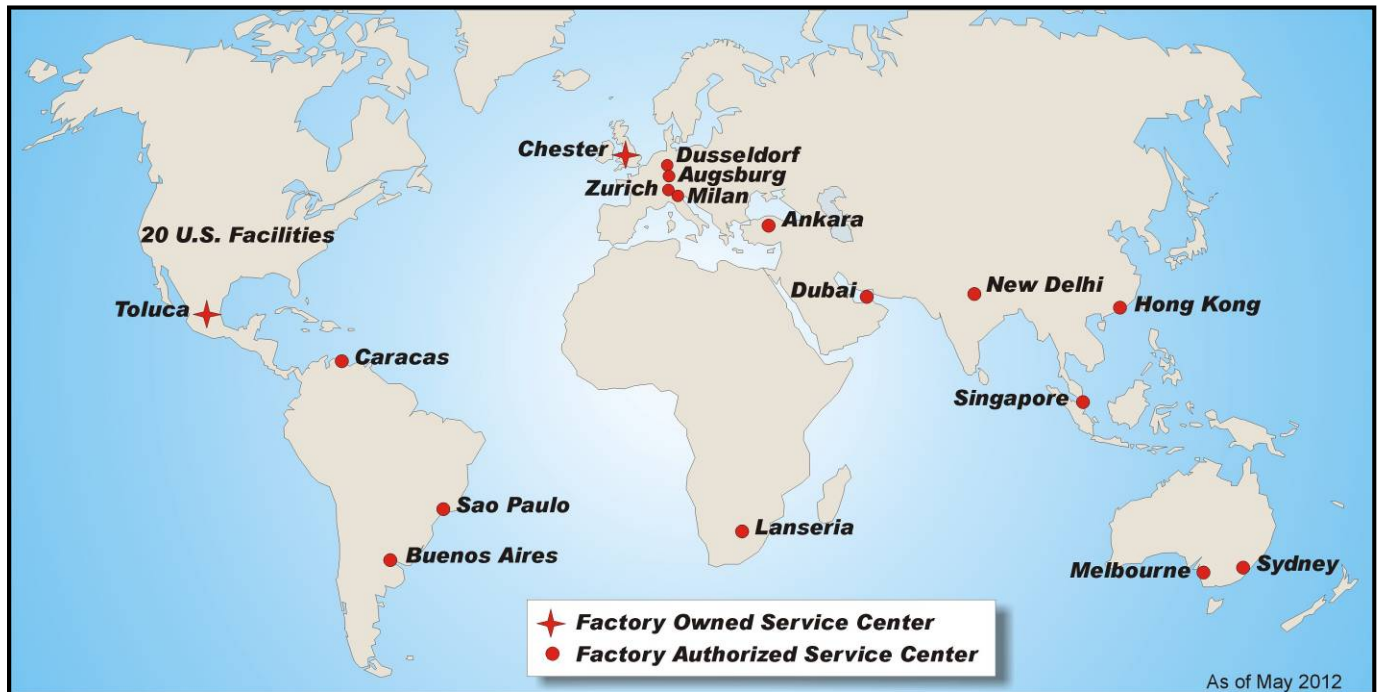 Chester
Dusseldorf
Augsburg
Zurich
Milan
Ankara
20 U.S. Facilities
Dubai
New Delhi
Hong Kong
Toluca
Caracas
Singapore
Sao Paulo
Lanseria
Buenos Aires
Melbourne
Sydney
Factory Owned Service Center
Factory Authorized Service Center
As of May 2012